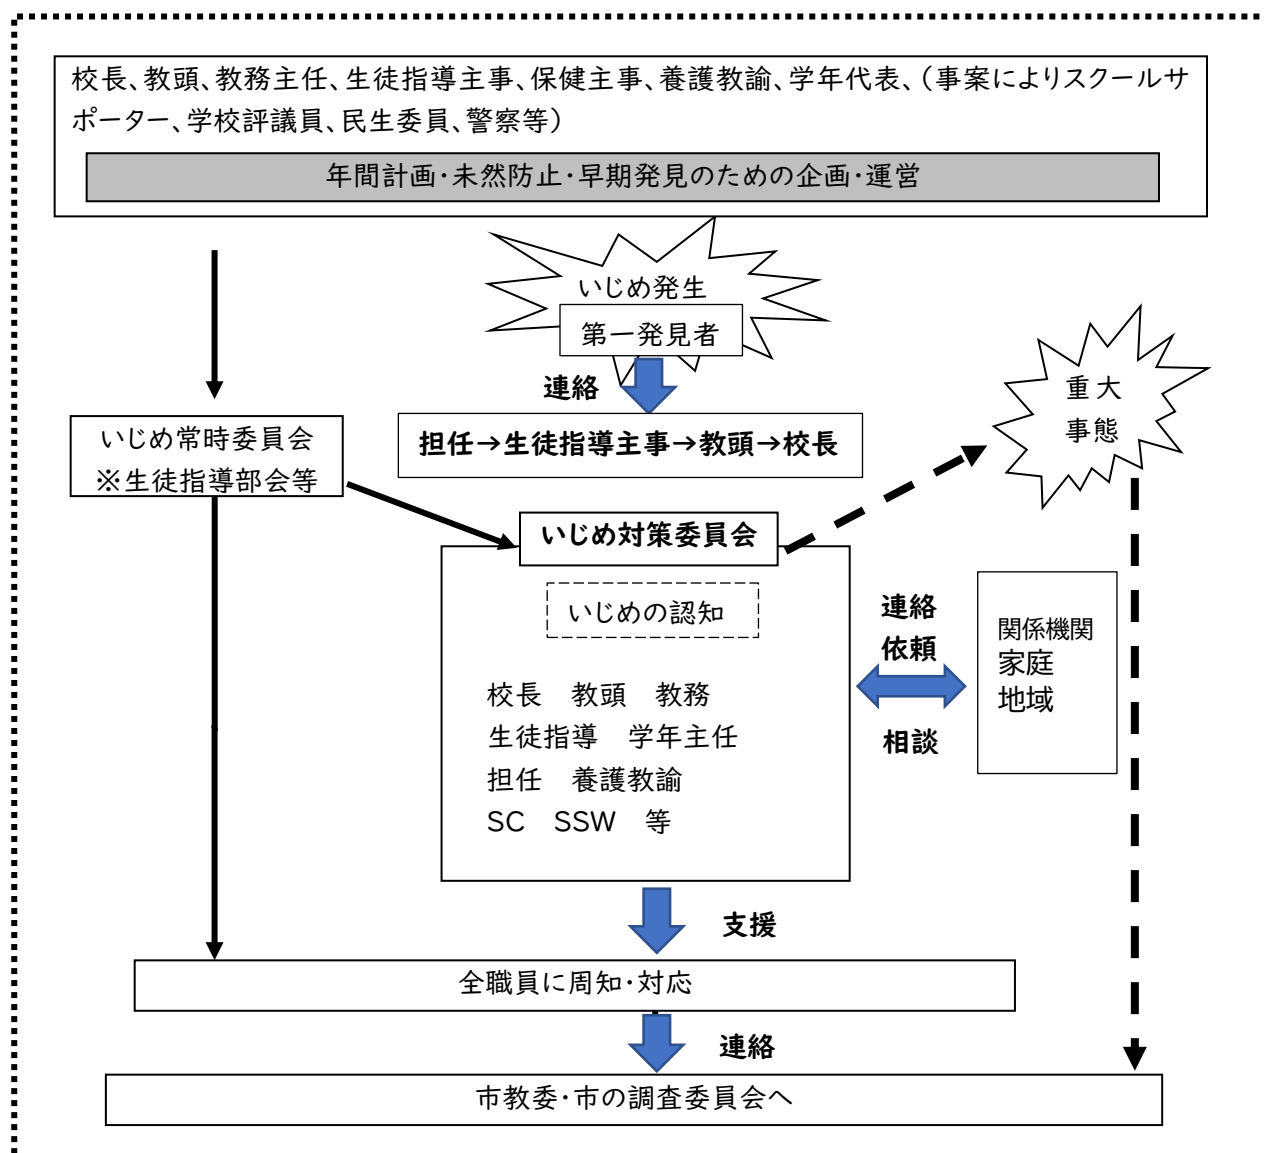 校長、教頭、教務主任、生徒指導主事、保健主事、養護教諭、学年代表、（事案によりスクールサ
ポーター、学校評議員、民生委員、警察等）
年間計画・未然防止・早期発見のための企画・運営
いじめ発生
第一発見者
連絡
担任→生徒指導主事→教頭→校長
重大
事態
いじめ常時委員会
※生徒指導部会等
いじめ対策委員会
いじめの認知
校長　教頭　教務
生徒指導　学年主任
担任　養護教諭
SC　SSW　等
連絡
依頼
相談
関係機関
家庭
地域
支援
全職員に周知・対応
連絡
市教委・市の調査委員会へ